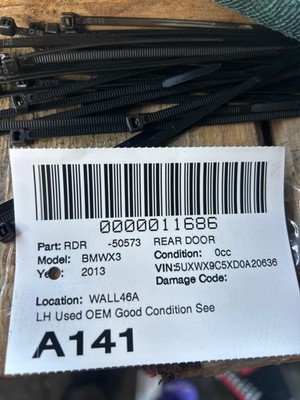 0000011686
Part: RDR -50573 REAR DOOR
Model: BMWX3 Condition: 0cc
Year: 2013 VIN:5UXWX9C5XD0A20636
Damage Code:
Location: WALL46A
LH Used OEM Good Condition See
A141